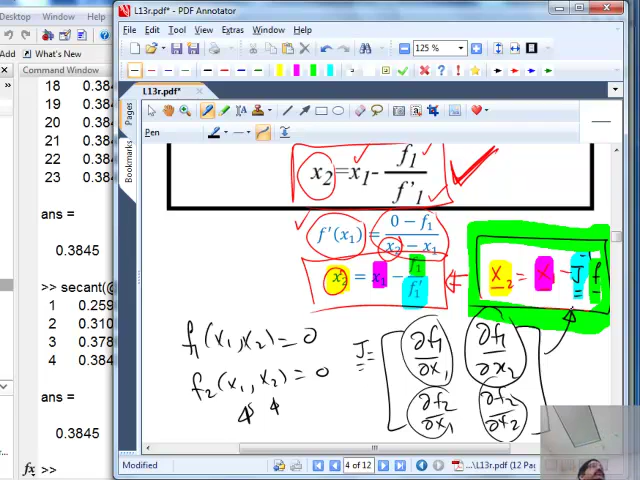 L13r.pdf* - PDF Annotator
Desktop Window
File Edit Tool View Extras Window Help
Add What's New
125 %
Command Window
L13r.pdf*
Pen
Pages
Bookmarks
18 0.384
19 0.384
20 0.384
21 0.384
22 0.384
23 0.384
ans =
0.3845
>> secant(@
1 0.259
2 0.310
3 0.378
4 0.384
ans =
0.3845
fx >>
x₂=x₁- f₁/f'₁
f'(x₁) = (0 − f₁)/(x₂ − x₁)
x₂ = x₁ − f₁/f₁'
x₂ = x₁ − J⁻¹ f
f₁(x₁,x₂) = 0
f₂(x₁,x₂) = 0
J = [∂f₁/∂x₁ ∂f₁/∂x₂
∂f₂/∂x₁ ∂f₂/∂x₂]
Modified
4 of 12
L13r.pdf (12 Page